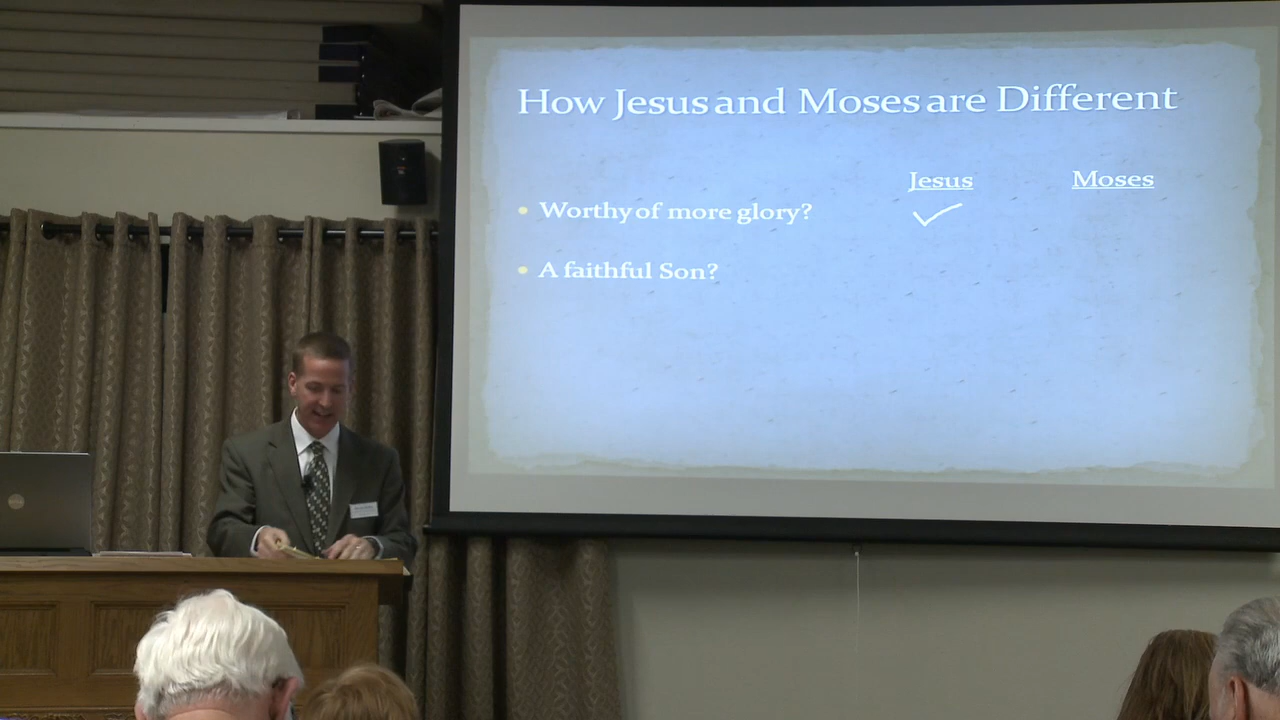 How Jesus and Moses are Different
Jesus Moses
• Worthy of more glory? ✓
• A faithful Son?